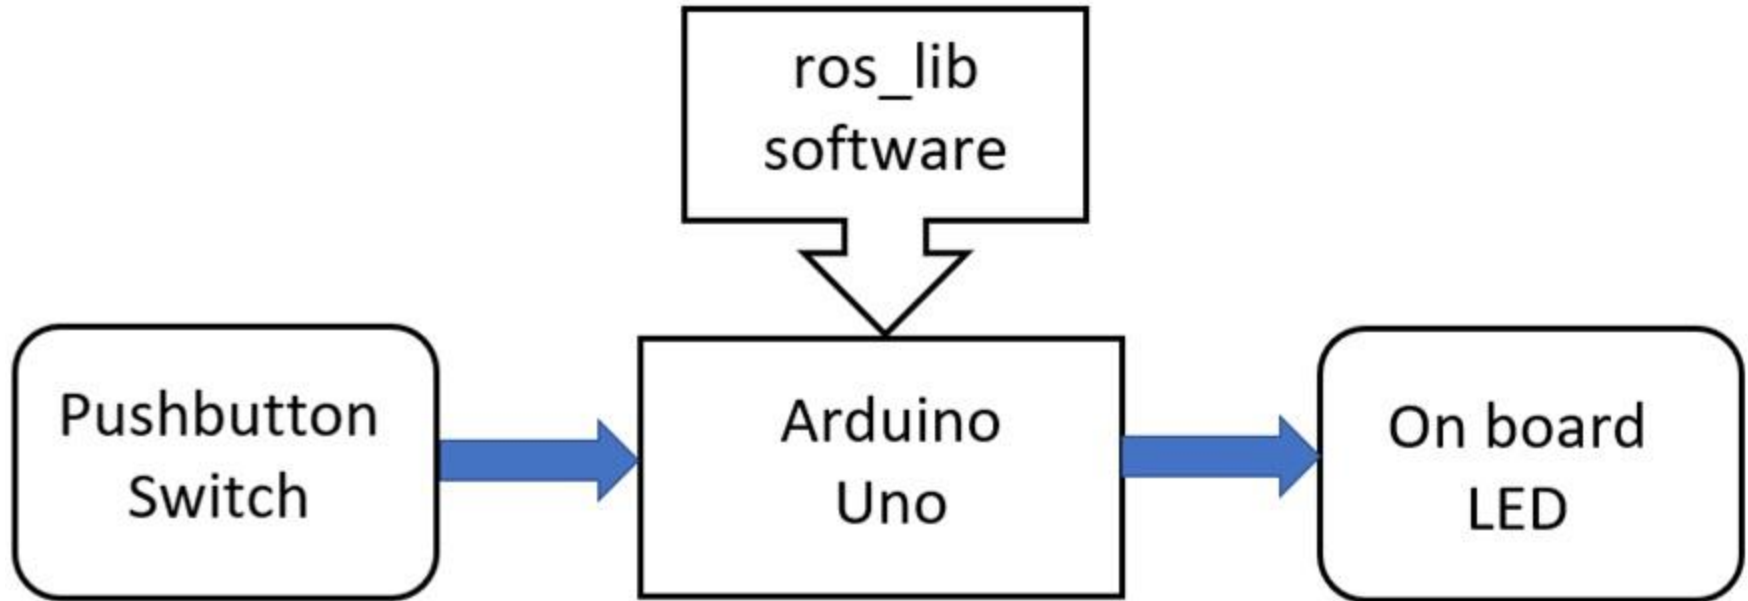 ros_lib
software
Pushbutton
Switch
Arduino
Uno
On board
LED